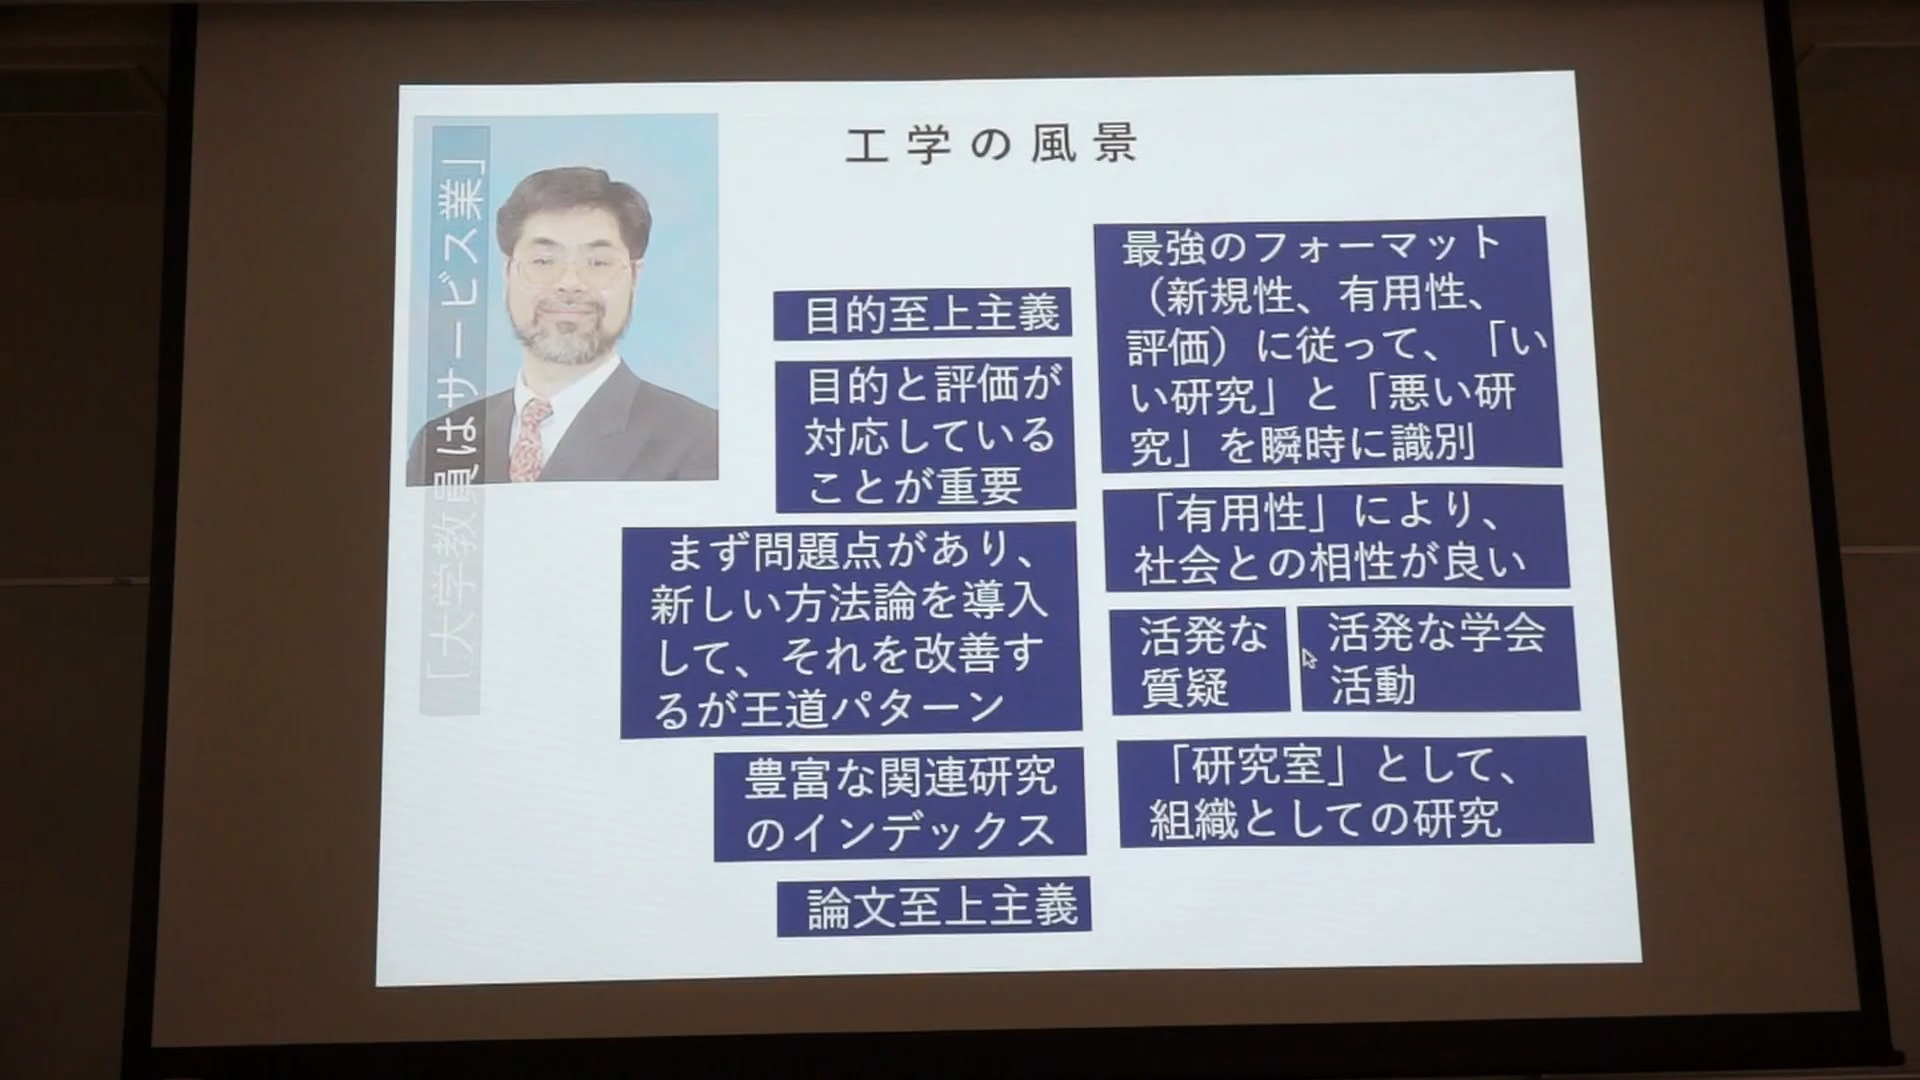 工学の風景
「大学教員はサービス業」
目的至上主義
目的と評価が
対応している
ことが重要
まず問題点があり、
新しい方法論を導入
して、それを改善す
るが王道パターン
豊富な関連研究
のインデックス
論文至上主義
最強のフォーマット
（新規性、有用性、
評価）に従って、「い
い研究」と「悪い研
究」を瞬時に識別
「有用性」により、
社会との相性が良い
活発な
質疑
活発な学会
活動
「研究室」として、
組織としての研究